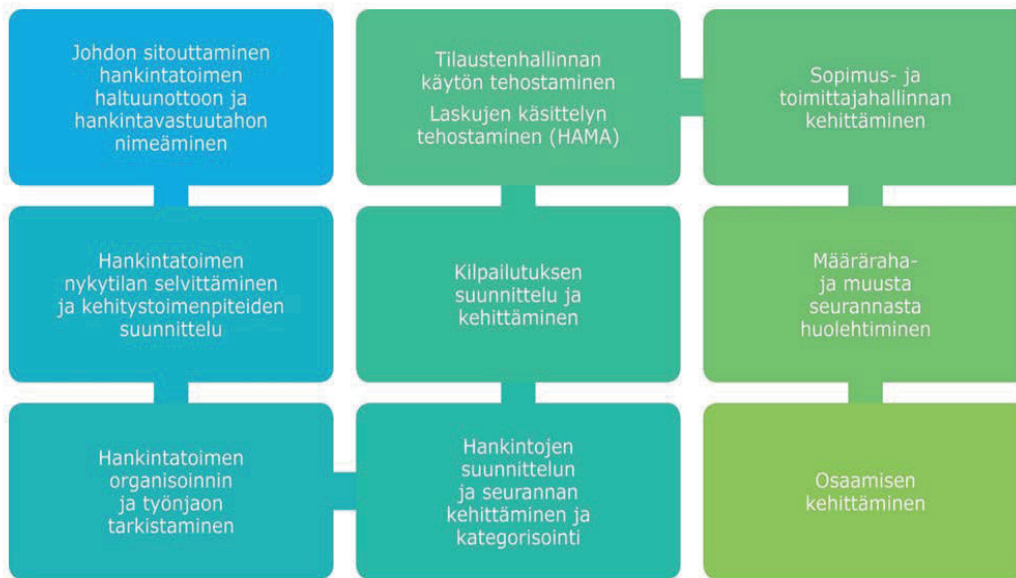 Johdon sitouttaminen
hankintatoimen
haltuunottoon ja
hankintavastuutahon
nimeäminen
Hankintatoimen
nykytilan selvittäminen
ja kehitystoimenpiteiden
suunnittelu
Hankintatoimen
organisoinnin
ja työnjaon
tarkistaminen
Hankintojen
suunnittelun
ja seurannan
kehittäminen ja
kategorisointi
Kilpailutuksen
suunnittelu ja
kehittäminen
Tilaustenhallinnan
käytön tehostaminen
Laskujen käsittelyn
tehostaminen (HAMA)
Sopimus- ja
toimittajahallinnan
kehittäminen
Määräraha-
ja muusta
seurannasta
huolehtiminen
Osaamisen
kehittäminen